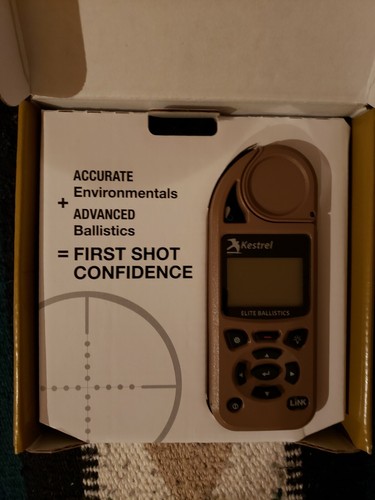 ACCURATE
Environmentals
+
ADVANCED
Ballistics
= FIRST SHOT
CONFIDENCE
Kestrel
ELITE BALLISTICS
LiNK